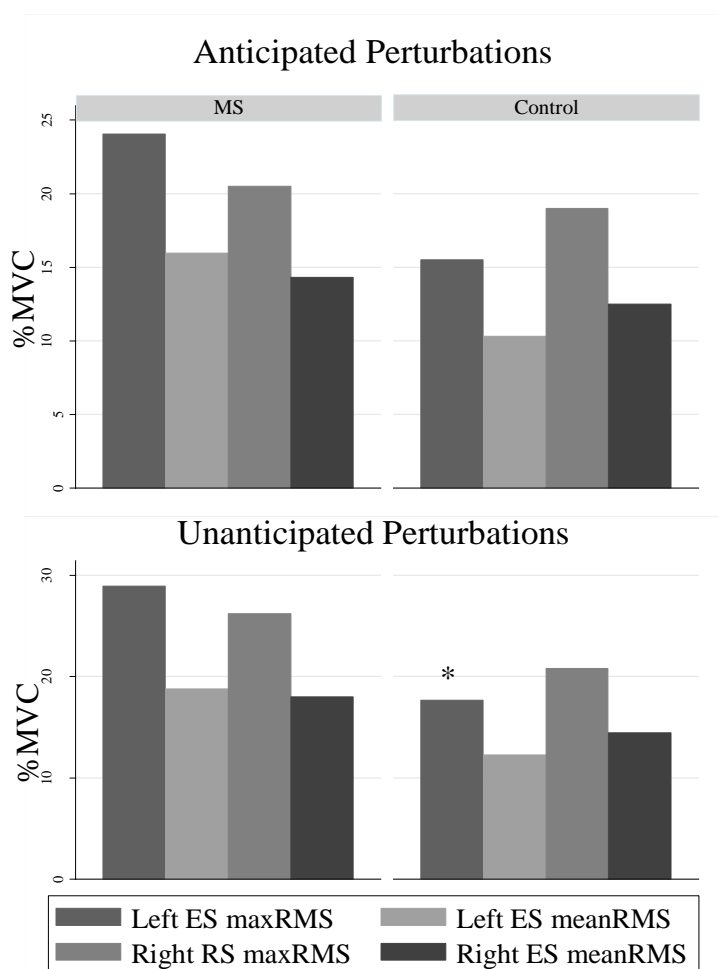 Anticipated Perturbations
MS Control
%MVC
25
20
15
10
5
0
Unanticipated Perturbations
%MVC
30
20
10
0
*
Left ES maxRMS Left ES meanRMS
Right RS maxRMS Right ES meanRMS